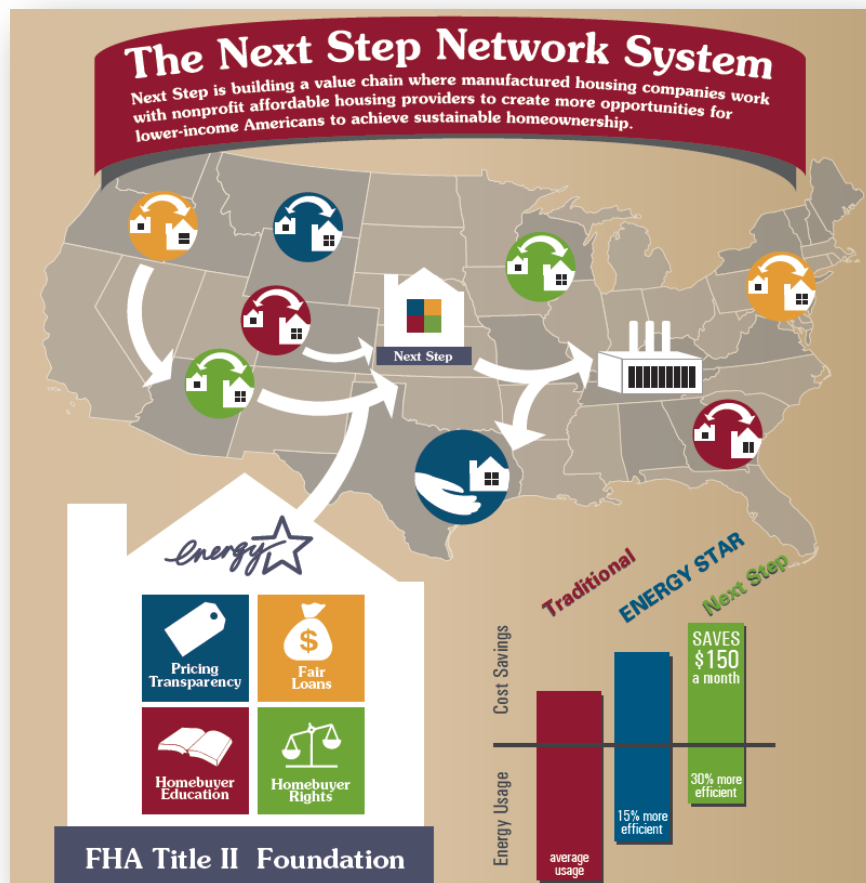 The Next Step Network System
Next Step is building a value chain where manufactured housing companies work
with nonprofit affordable housing providers to create more opportunities for
lower-income Americans to achieve sustainable homeownership.
Next Step
energy
Pricing
Transparency
$
Fair
Loans
Homebuyer
Education
Homebuyer
Rights
FHA Title II Foundation
Traditional
ENERGY STAR
Next Step
Cost Savings
SAVES
$150
a month
Energy Usage
average
usage
15% more
efficient
30% more
efficient